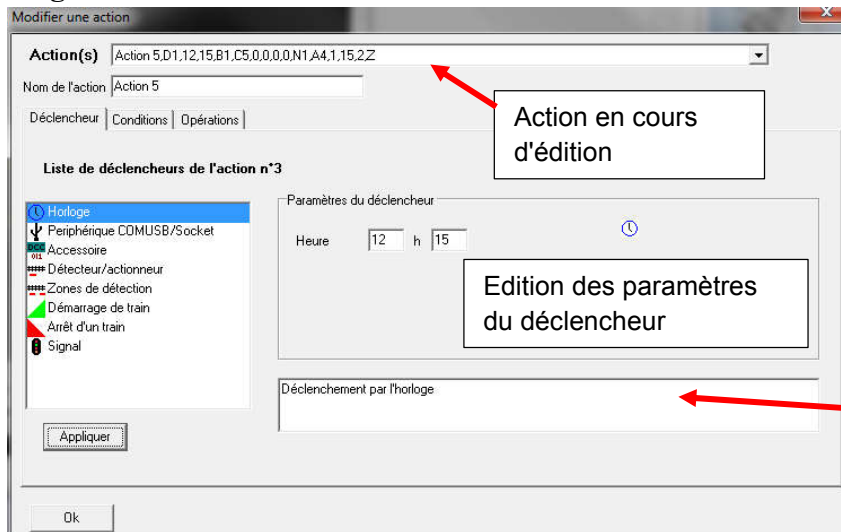 Modifier une action
Action(s) Action 5,D1,12,15,B1,C5,0,0,0,0,N1,A4,1,15,2,Z
Nom de l'action Action 5
Déclencheur Conditions Opérations
Action en cours
d'édition
Liste de déclencheurs de l'action n°3
Horloge
Periphérique COMUSB/Socket
Accessoire
Détecteur/actionneur
Zones de détection
Démarrage de train
Arrêt d'un train
Signal
Paramètres du déclencheur
Heure 12 h 15
Edition des paramètres
du déclencheur
Déclenchement par l'horloge
Appliquer
Ok